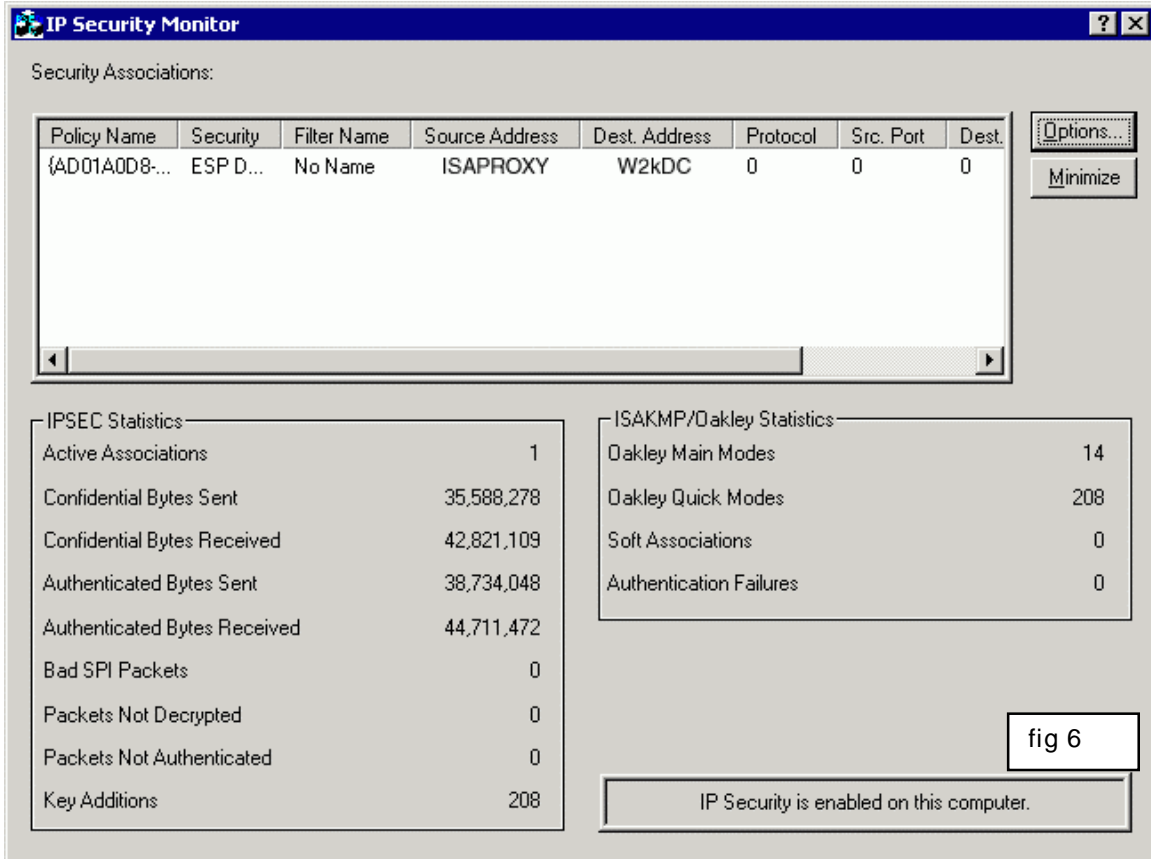 IP Security Monitor
Security Associations:
Policy Name Security Filter Name Source Address Dest. Address Protocol Src. Port Dest.
{AD01A0D8-... ESP D... No Name ISAPROXY W2kDC 0 0 0
Options...
Minimize
IPSEC Statistics
Active Associations 1
Confidential Bytes Sent 35,588,278
Confidential Bytes Received 42,821,109
Authenticated Bytes Sent 38,734,048
Authenticated Bytes Received 44,711,472
Bad SPI Packets 0
Packets Not Decrypted 0
Packets Not Authenticated 0
Key Additions 208
ISAKMP/Oakley Statistics
Oakley Main Modes 14
Oakley Quick Modes 208
Soft Associations 0
Authentication Failures 0
fig 6
IP Security is enabled on this computer.